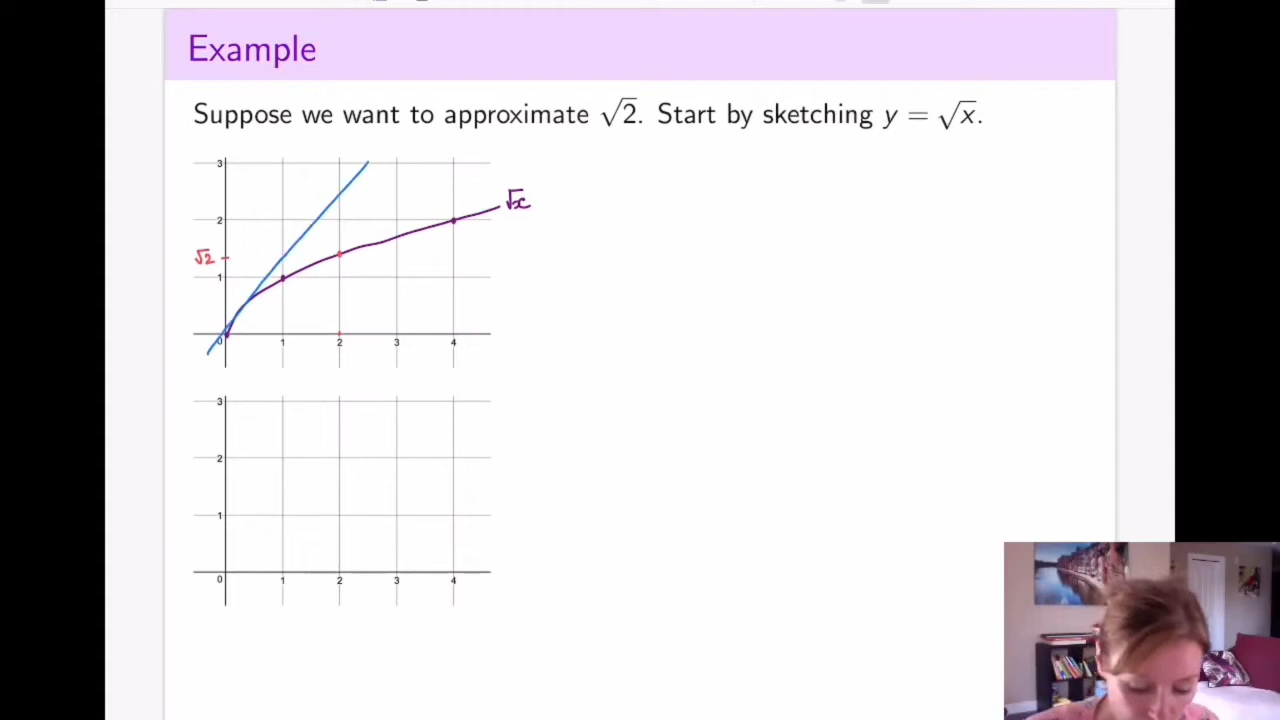 Example
Suppose we want to approximate √2. Start by sketching y = √x.
3
√x
2
√2
1
0 1 2 3 4
3
2
1
0 1 2 3 4